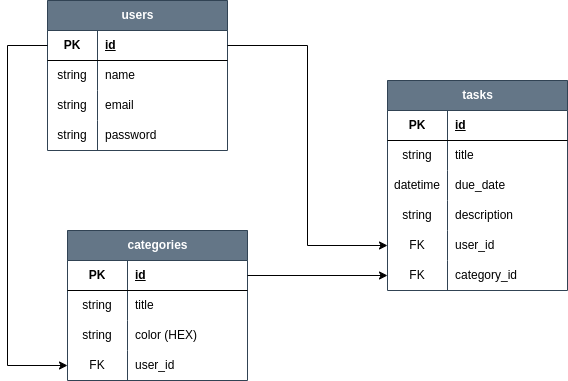 users
PK id
string name
string email
string password
tasks
PK id
string title
datetime due_date
string description
FK user_id
FK category_id
categories
PK id
string title
string color (HEX)
FK user_id